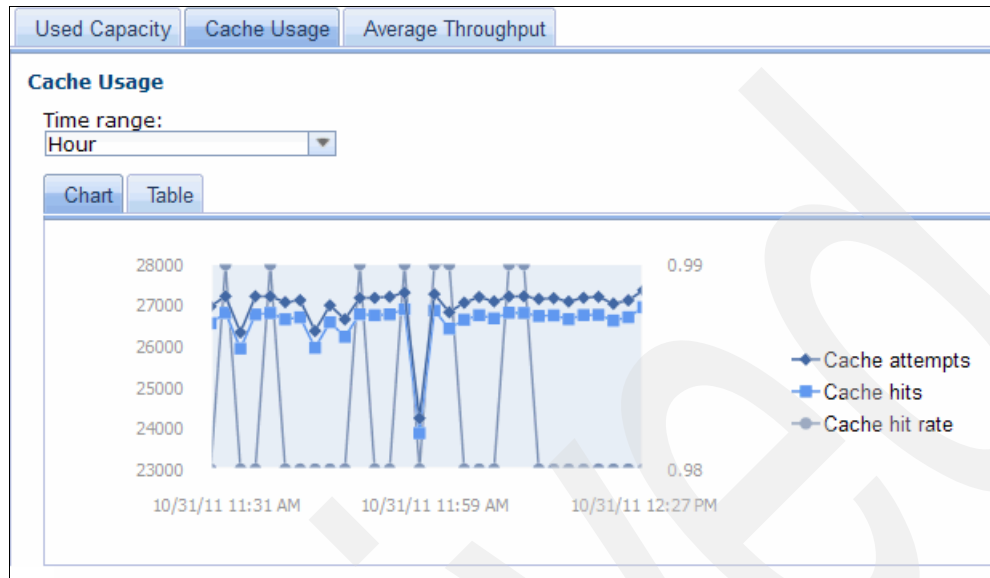 Used Capacity Cache Usage Average Throughput
Cache Usage
Time range:
Hour
Chart Table
28000 0.99
27000
26000
25000
24000
23000 0.98
Cache attempts
Cache hits
Cache hit rate
10/31/11 11:31 AM 10/31/11 11:59 AM 10/31/11 12:27 PM